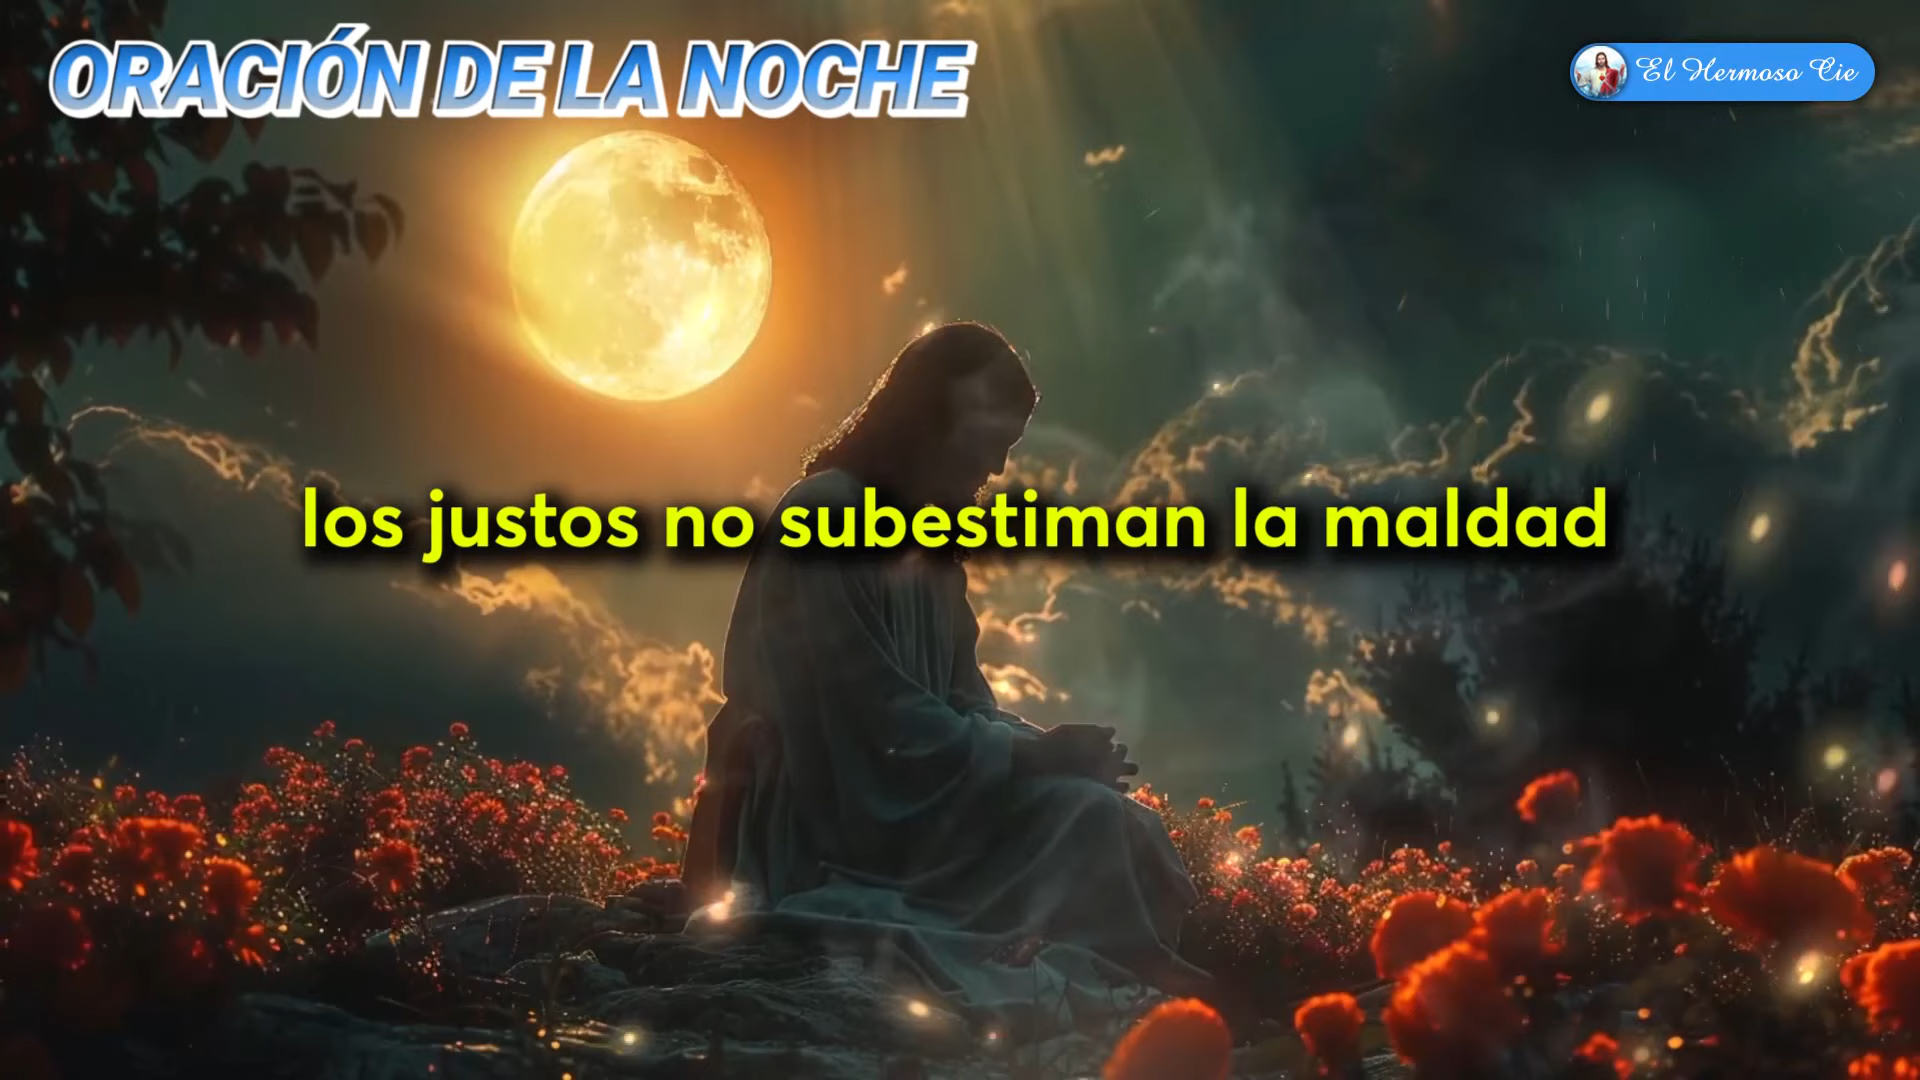 ORACIÓN DE LA NOCHE
El Hermoso Cie
los justos no subestiman la maldad